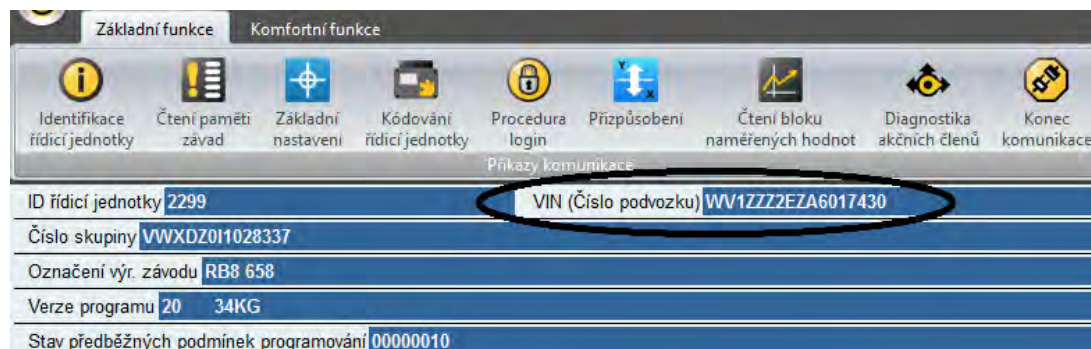 Základní funkce Komfortní funkce
Identifikace řídicí jednotky
Čtení paměti závad
Základní nastavení
Kódování řídicí jednotky
Procedura login
Přizpůsobení
Čtení bloku naměřených hodnot
Diagnostika akčních členů
Konec komunikace
Příkazy komunikace
ID řídicí jednotky 2299 VIN (Číslo podvozku) WV1ZZZ2EZA6017430
Číslo skupiny VWXDZ0I1028337
Označení výr. závodu RB8 658
Verze programu 20 34KG
Stav předběžných podmínek programování 00000010